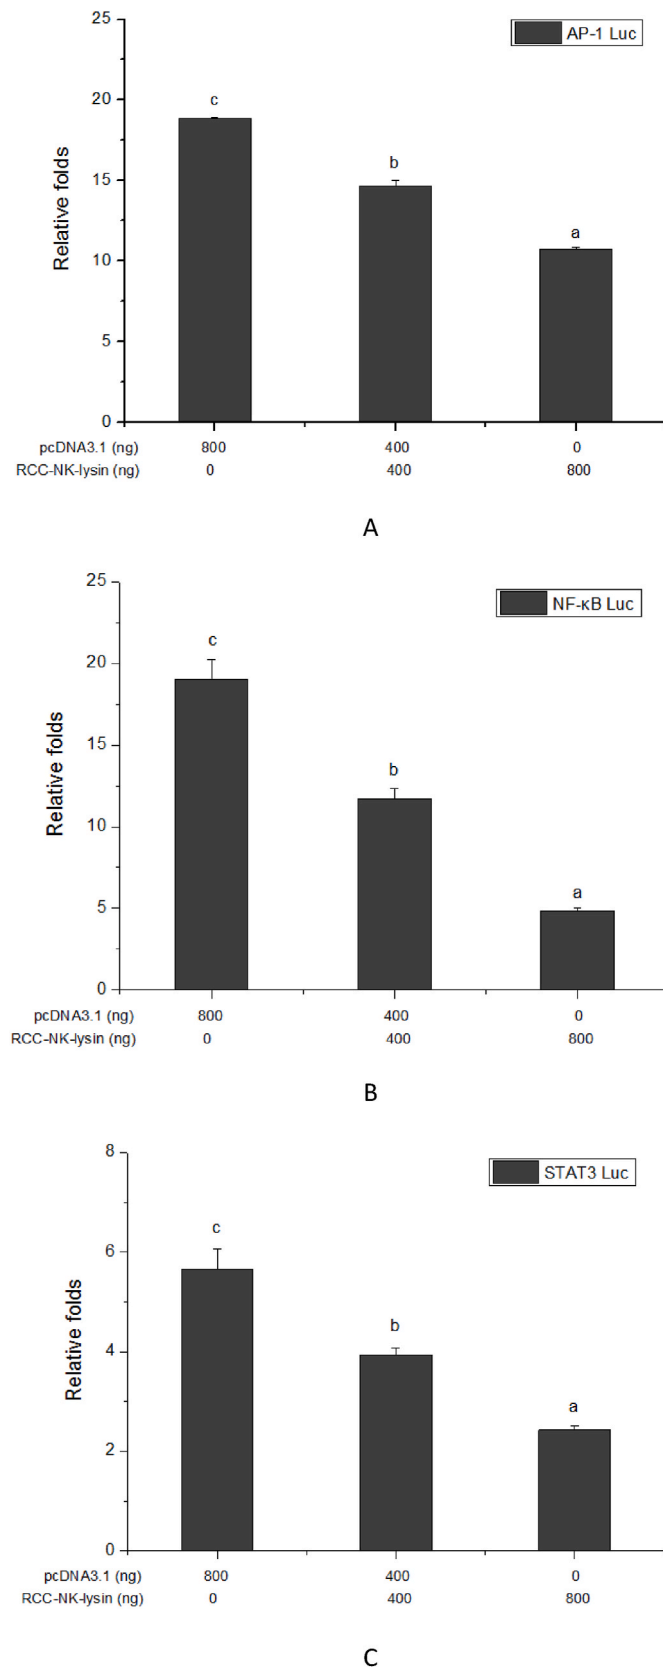 25
AP-1 Luc
20
c
b
15
a
10
5
0
Relative folds
pcDNA3.1 (ng) 800 400 0
RCC-NK-lysin (ng) 0 400 800
A
25
NF-κB Luc
c
20
15
b
10
a
5
0
Relative folds
pcDNA3.1 (ng) 800 400 0
RCC-NK-lysin (ng) 0 400 800
B
8
STAT3 Luc
c
6
b
4
a
2
0
Relative folds
pcDNA3.1 (ng) 800 400 0
RCC-NK-lysin (ng) 0 400 800
C